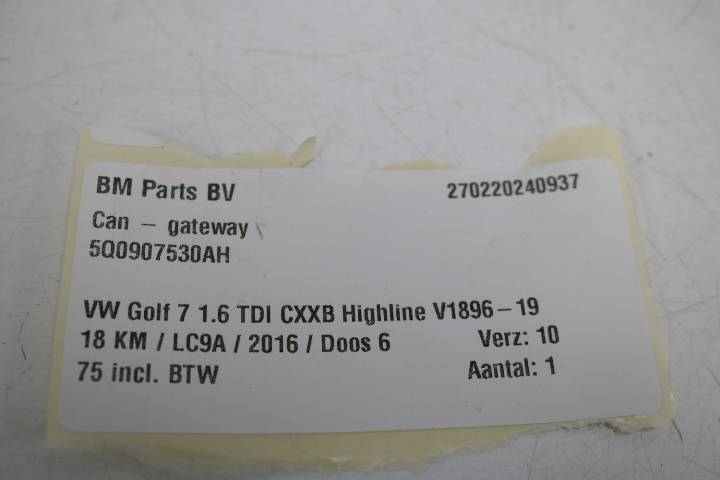 BM Parts BV 270220240937
Can – gateway
5Q0907530AH
VW Golf 7 1.6 TDI CXXB Highline V1896–19
18 KM / LC9A / 2016 / Doos 6 Verz: 10
75 incl. BTW Aantal: 1